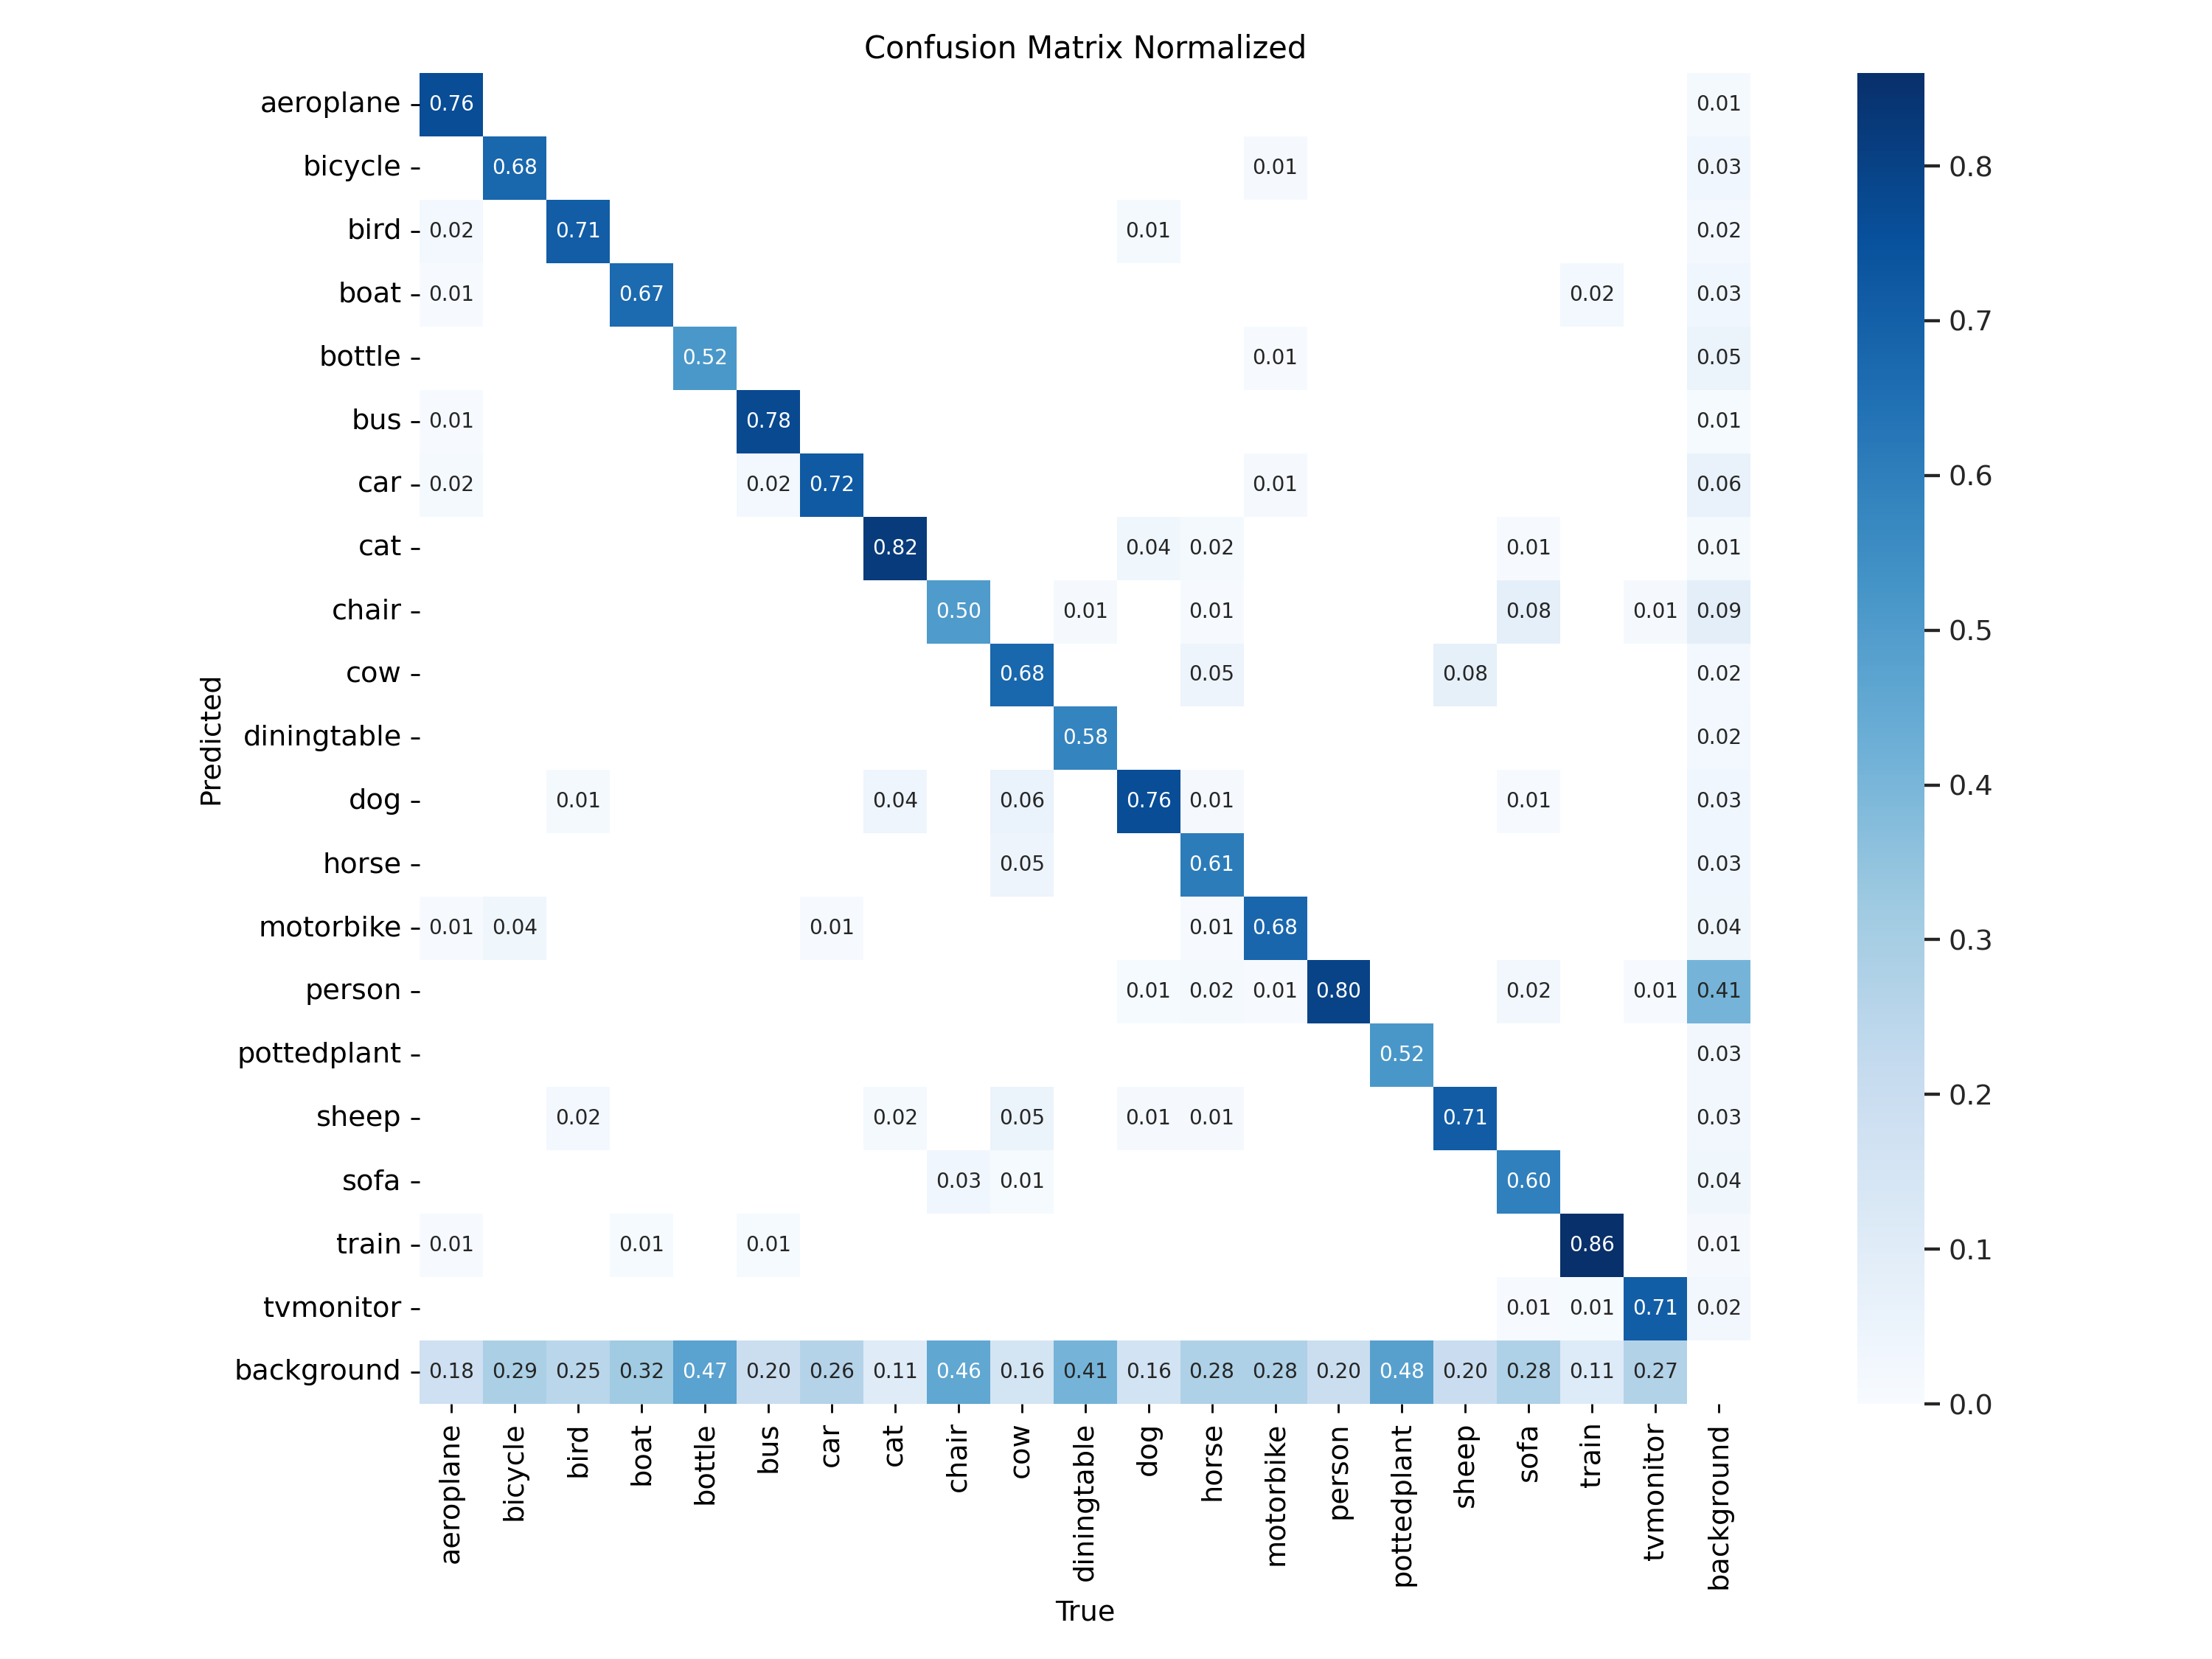 Confusion Matrix Normalized
aeroplane 0.76 0.01
bicycle 0.68 0.01 0.03
bird 0.02 0.71 0.01 0.02
boat 0.01 0.67 0.02 0.03
bottle 0.52 0.01 0.05
bus 0.01 0.78 0.01
car 0.02 0.02 0.72 0.01 0.06
cat 0.82 0.04 0.02 0.01 0.01
chair 0.50 0.01 0.01 0.08 0.01 0.09
cow 0.68 0.05 0.08 0.02
diningtable 0.58 0.02
dog 0.01 0.04 0.06 0.76 0.01 0.01 0.03
horse 0.05 0.61 0.03
motorbike 0.01 0.04 0.01 0.01 0.68 0.04
person 0.01 0.02 0.01 0.80 0.02 0.01 0.41
pottedplant 0.52 0.03
sheep 0.02 0.02 0.05 0.01 0.01 0.71 0.03
sofa 0.03 0.01 0.60 0.04
train 0.01 0.01 0.01 0.86 0.01
tvmonitor 0.01 0.01 0.71 0.02
background 0.18 0.29 0.25 0.32 0.47 0.20 0.26 0.11 0.46 0.16 0.41 0.16 0.28 0.28 0.20 0.48 0.20 0.28 0.11 0.27
Predicted
aeroplane
bicycle
bird
boat
bottle
bus
car
cat
chair
cow
diningtable
dog
horse
motorbike
person
pottedplant
sheep
sofa
train
tvmonitor
background
True
0.8
0.7
0.6
0.5
0.4
0.3
0.2
0.1
0.0